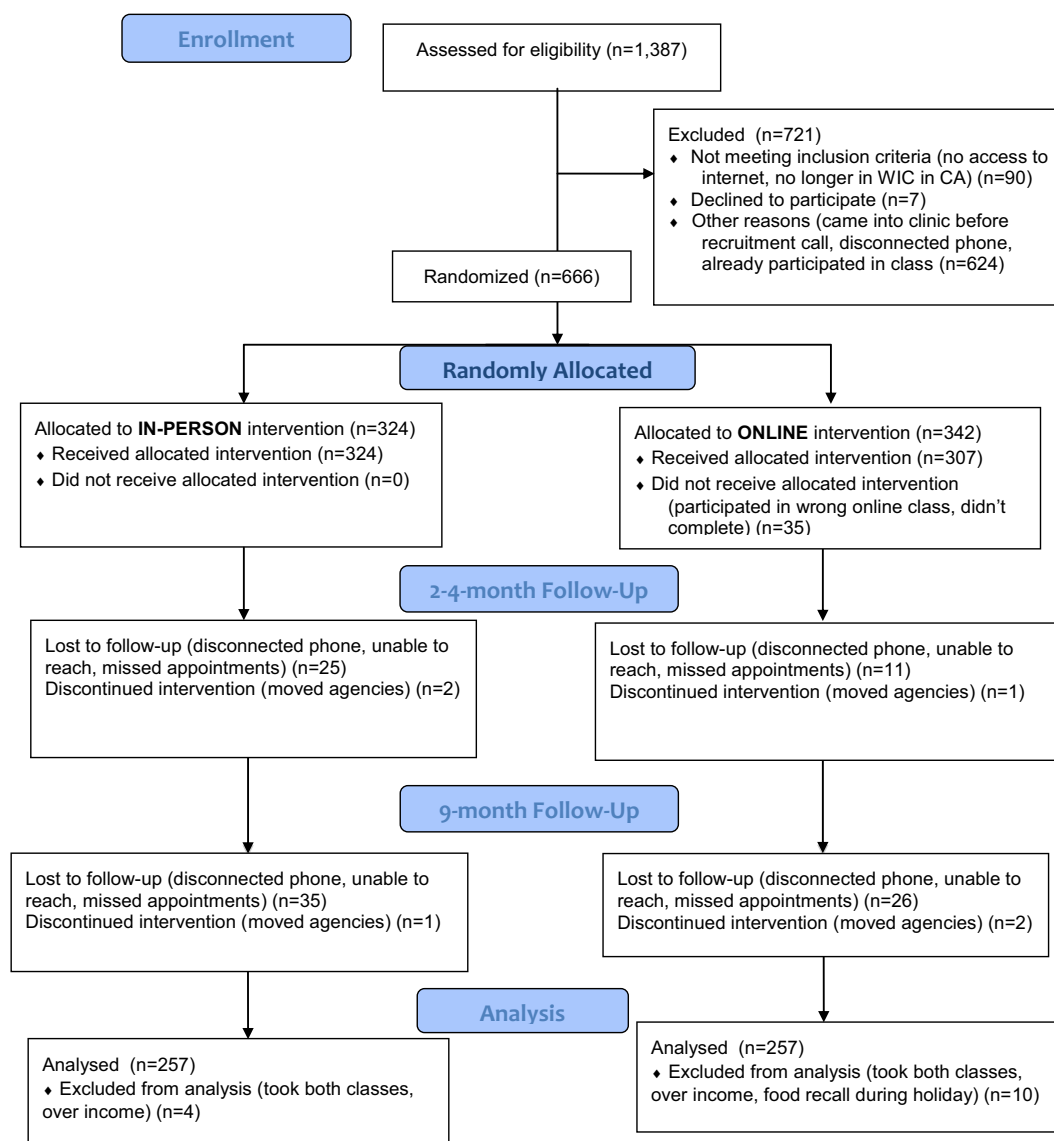 Enrollment
Assessed for eligibility (n=1,387)
Excluded (n=721)
♦ Not meeting inclusion criteria (no access to
internet, no longer in WIC in CA) (n=90)
♦ Declined to participate (n=7)
♦ Other reasons (came into clinic before
recruitment call, disconnected phone,
already participated in class (n=624)
Randomized (n=666)
Randomly Allocated
Allocated to IN-PERSON intervention (n=324)
♦ Received allocated intervention (n=324)
♦ Did not receive allocated intervention (n=0)
Allocated to ONLINE intervention (n=342)
♦ Received allocated intervention (n=307)
♦ Did not receive allocated intervention
(participated in wrong online class, didn't
complete) (n=35)
2-4-month Follow-Up
Lost to follow-up (disconnected phone, unable to
reach, missed appointments) (n=25)
Discontinued intervention (moved agencies) (n=2)
Lost to follow-up (disconnected phone, unable to
reach, missed appointments) (n=11)
Discontinued intervention (moved agencies) (n=1)
9-month Follow-Up
Lost to follow-up (disconnected phone, unable to
reach, missed appointments) (n=35)
Discontinued intervention (moved agencies) (n=1)
Lost to follow-up (disconnected phone, unable to
reach, missed appointments) (n=26)
Discontinued intervention (moved agencies) (n=2)
Analysis
Analysed (n=257)
♦ Excluded from analysis (took both classes,
over income) (n=4)
Analysed (n=257)
♦ Excluded from analysis (took both classes,
over income, food recall during holiday) (n=10)